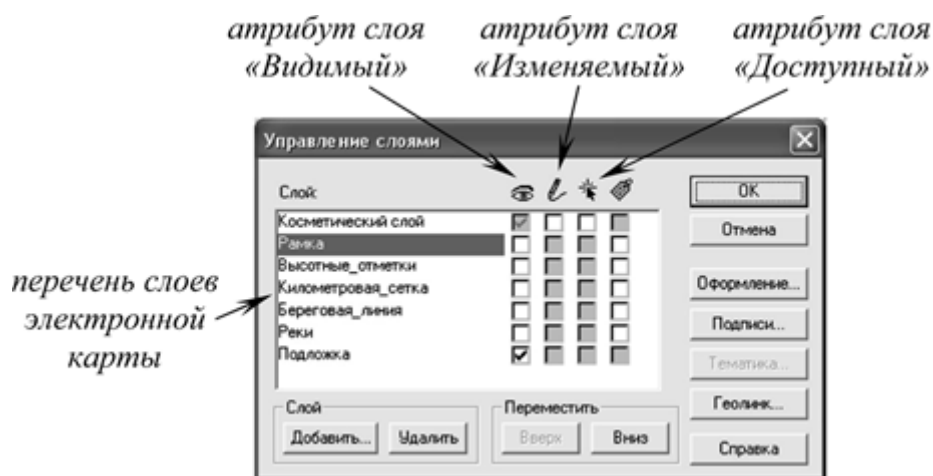 атрибут слоя «Видимый»
атрибут слоя «Изменяемый»
атрибут слоя «Доступный»
Управление слоями
Слой:
OK
Косметический слой
Отмена
Рамка
Высотные_отметки
перечень слоев
Километровая_сетка
Оформление...
электронной
Береговая_линия
Подписи...
карты
Реки
Подложка
Тематика...
Слой
Переместить
Геолинк...
Добавить...
Удалить
Вверх
Вниз
Справка